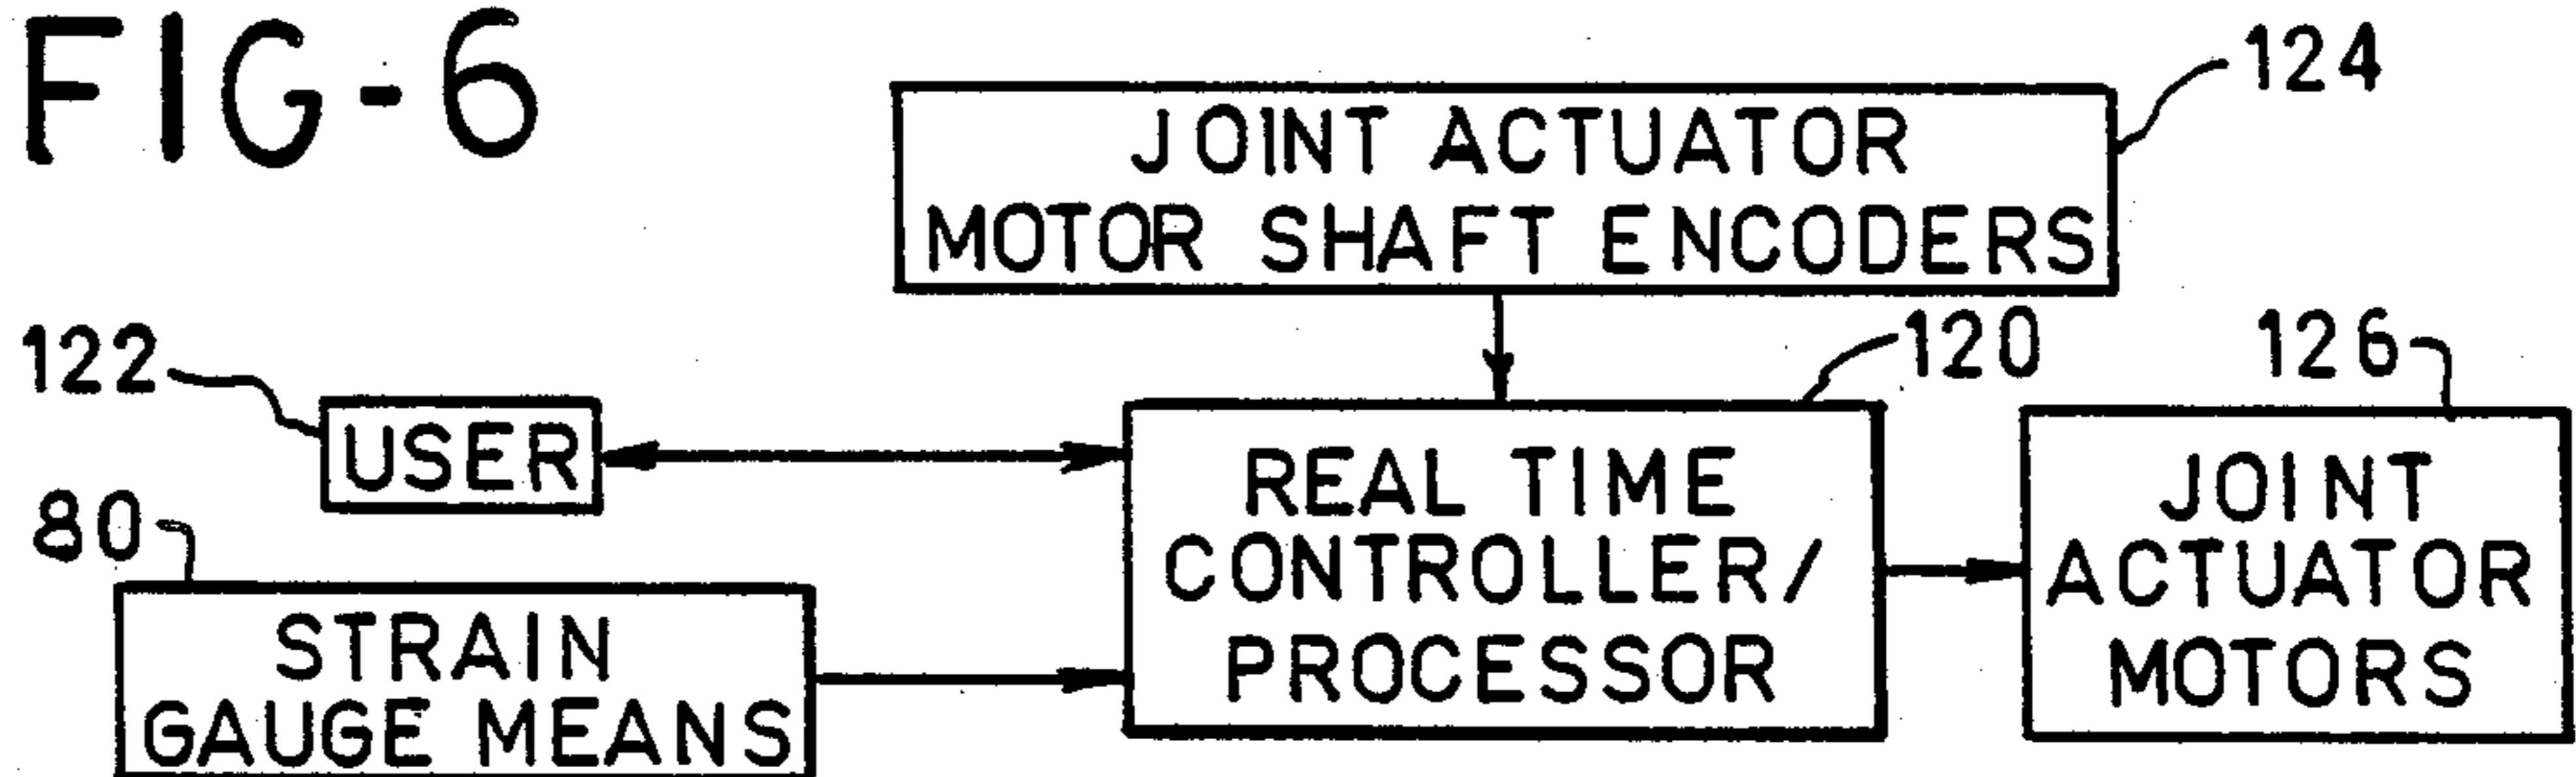 FIG-6
124
JOINT ACTUATOR
MOTOR SHAFT ENCODERS
122
120
126
USER
80
REAL TIME
CONTROLLER/
PROCESSOR
JOINT
ACTUATOR
MOTORS
STRAIN
GAUGE MEANS